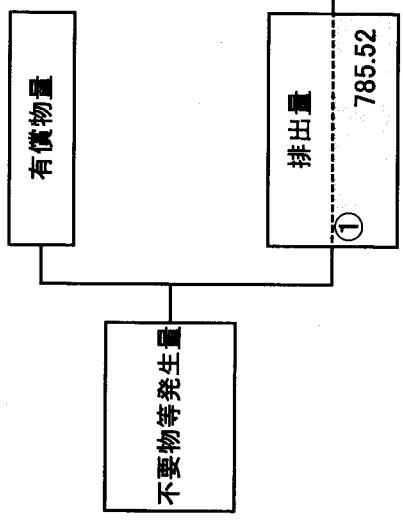 不要物等発生量
有償物量
排出量
①
785.52